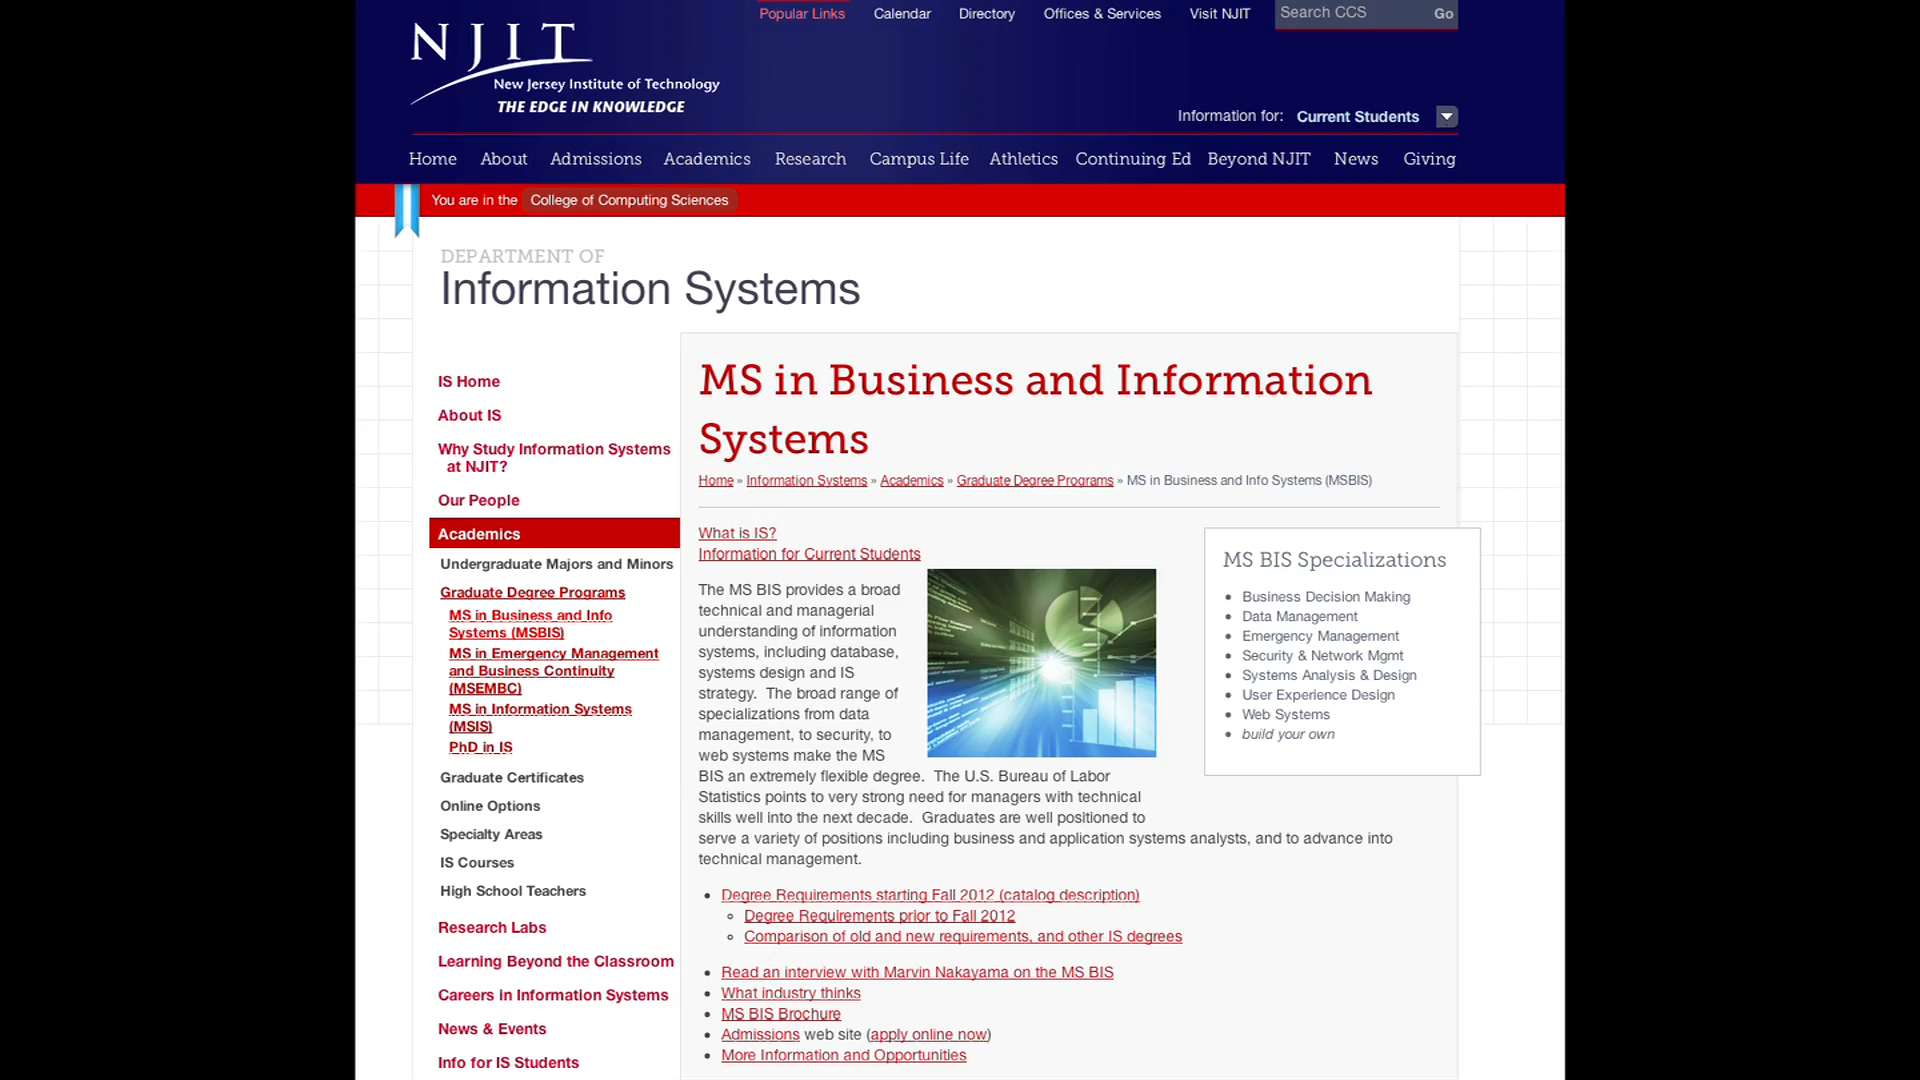 Popular Links Calendar Directory Offices & Services Visit NJIT Search CCS Go
NJIT
New Jersey Institute of Technology
THE EDGE IN KNOWLEDGE
Information for: Current Students
Home About Admissions Academics Research Campus Life Athletics Continuing Ed Beyond NJIT News Giving
You are in the College of Computing Sciences
DEPARTMENT OF
Information Systems
IS Home
About IS
Why Study Information Systems
at NJIT?
Our People
Academics
Undergraduate Majors and Minors
Graduate Degree Programs
MS in Business and Info
Systems (MSBIS)
MS in Emergency Management
and Business Continuity
(MSEMBC)
MS in Information Systems
(MSIS)
PhD in IS
Graduate Certificates
Online Options
Specialty Areas
IS Courses
High School Teachers
Research Labs
Learning Beyond the Classroom
Careers in Information Systems
News & Events
Info for IS Students
MS in Business and Information
Systems
Home » Information Systems » Academics » Graduate Degree Programs » MS in Business and Info Systems (MSBIS)
What is IS?
Information for Current Students
The MS BIS provides a broad
technical and managerial
understanding of information
systems, including database,
systems design and IS
strategy. The broad range of
specializations from data
management, to security, to
web systems make the MS
BIS an extremely flexible degree. The U.S. Bureau of Labor
Statistics points to very strong need for managers with technical
skills well into the next decade. Graduates are well positioned to
serve a variety of positions including business and application systems analysts, and to advance into
technical management.
• Degree Requirements starting Fall 2012 (catalog description)
◦ Degree Requirements prior to Fall 2012
◦ Comparison of old and new requirements, and other IS degrees
• Read an interview with Marvin Nakayama on the MS BIS
• What industry thinks
• MS BIS Brochure
• Admissions web site (apply online now)
• More Information and Opportunities
MS BIS Specializations
• Business Decision Making
• Data Management
• Emergency Management
• Security & Network Mgmt
• Systems Analysis & Design
• User Experience Design
• Web Systems
• build your own